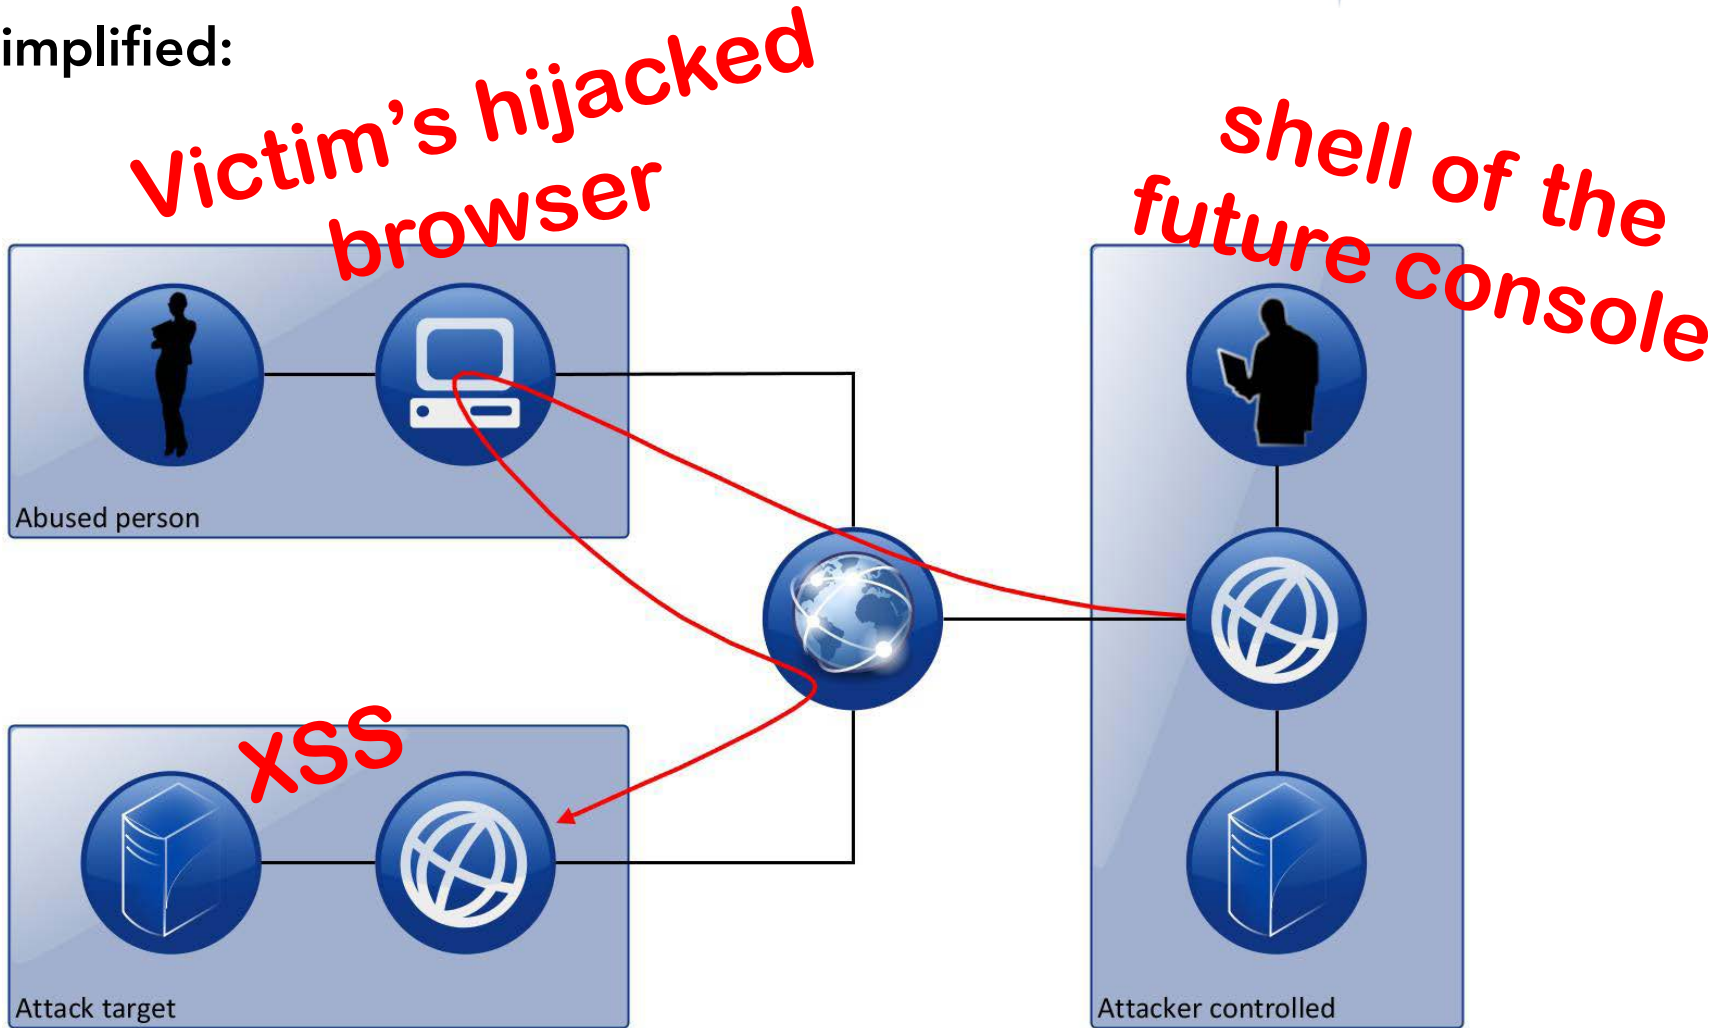 implified:
Victim's hijacked
browser
shell of the
future console
Abused person
XSS
Attack target
Attacker controlled